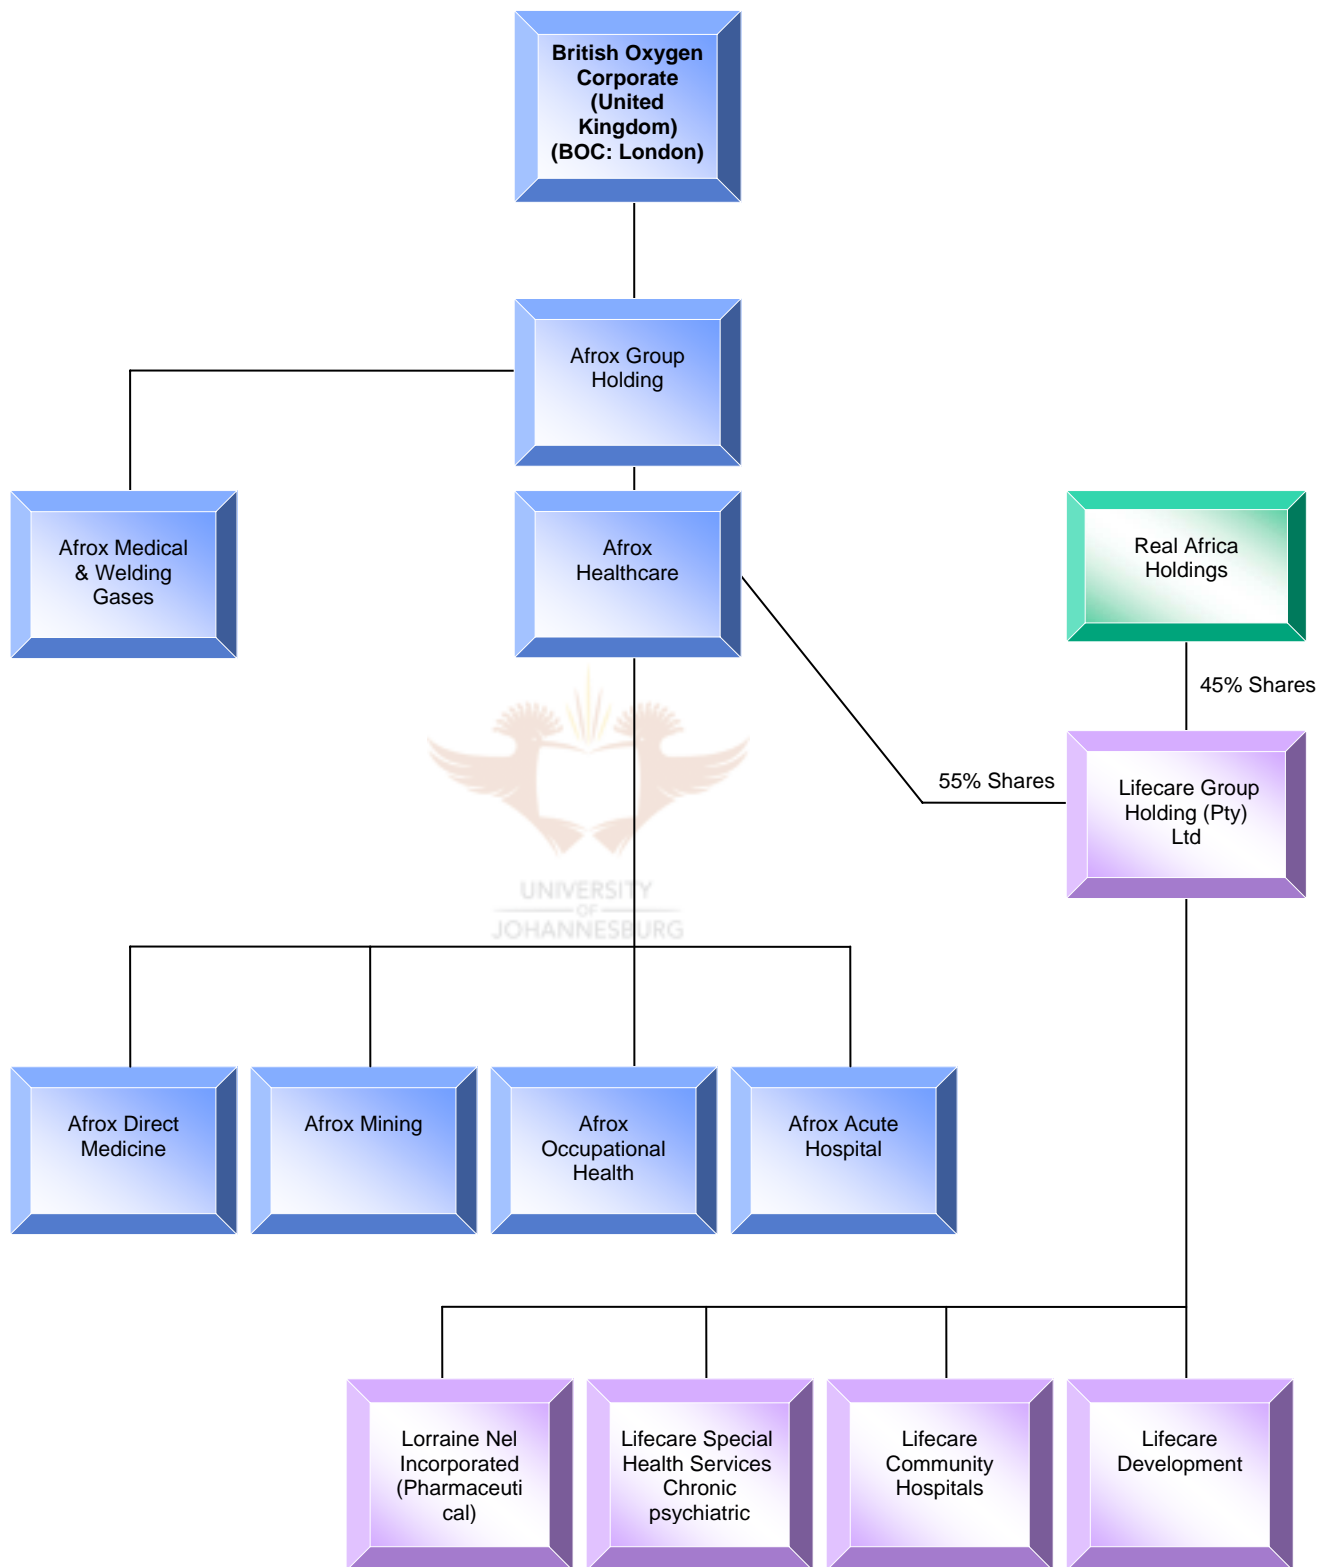 British Oxygen
Corporate
(United
Kingdom)
(BOC: London)
Afrox Group
Holding
Afrox Medical
& Welding
Gases
Afrox
Healthcare
Real Africa
Holdings
45% Shares
55% Shares
Lifecare Group
Holding (Pty)
Ltd
UNIVERSITY
OF
JOHANNESBURG
Afrox Direct
Medicine
Afrox Mining
Afrox
Occupational
Health
Afrox Acute
Hospital
Lorraine Nel
Incorporated
(Pharmaceuti
cal)
Lifecare Special
Health Services
Chronic
psychiatric
Lifecare
Community
Hospitals
Lifecare
Development